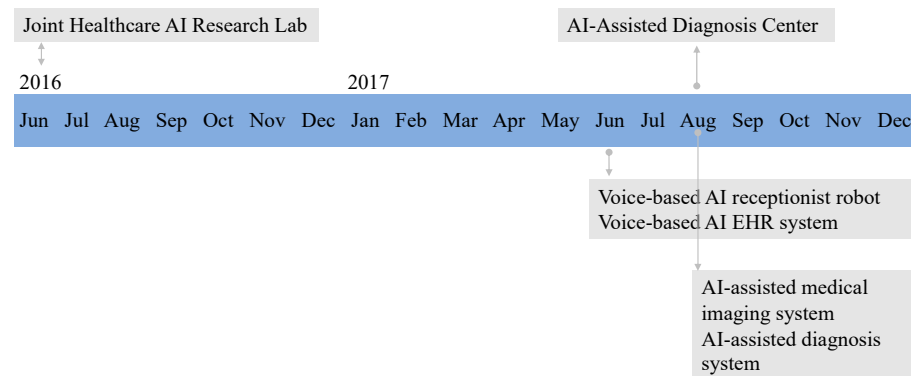 Joint Healthcare AI Research Lab
AI-Assisted Diagnosis Center
2016 2017
Jun Jul Aug Sep Oct Nov Dec Jan Feb Mar Apr May Jun Jul Aug Sep Oct Nov Dec
Voice-based AI receptionist robot
Voice-based AI EHR system
AI-assisted medical
imaging system
AI-assisted diagnosis
system